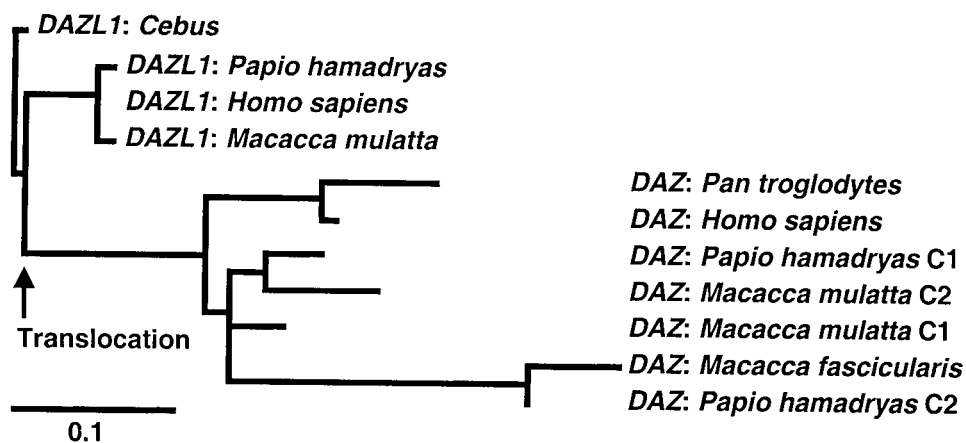 DAZL1: Cebus
DAZL1: Papio hamadryas
DAZL1: Homo sapiens
DAZL1: Macacca mulatta
DAZ: Pan troglodytes
DAZ: Homo sapiens
DAZ: Papio hamadryas C1
DAZ: Macacca mulatta C2
DAZ: Macacca mulatta C1
DAZ: Macacca fascicularis
DAZ: Papio hamadryas C2
Translocation
0.1